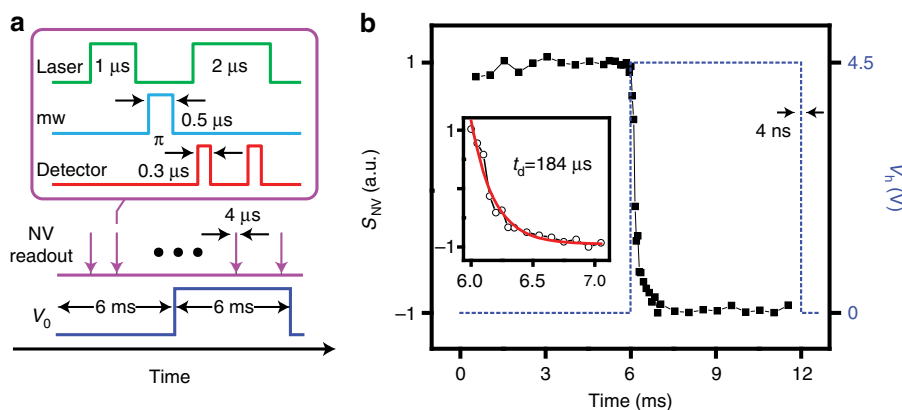 a
Laser
1 μs
2 μs
mw
0.5 μs
π
Detector
0.3 μs
NV
readout
4 μs
V0
6 ms
6 ms
Time
b
1
−1
SNV (a.u.)
4.5
0
Vh (V)
4 ns
td=184 μs
1
−1
6.0
6.5
7.0
0
3
6
9
12
Time (ms)